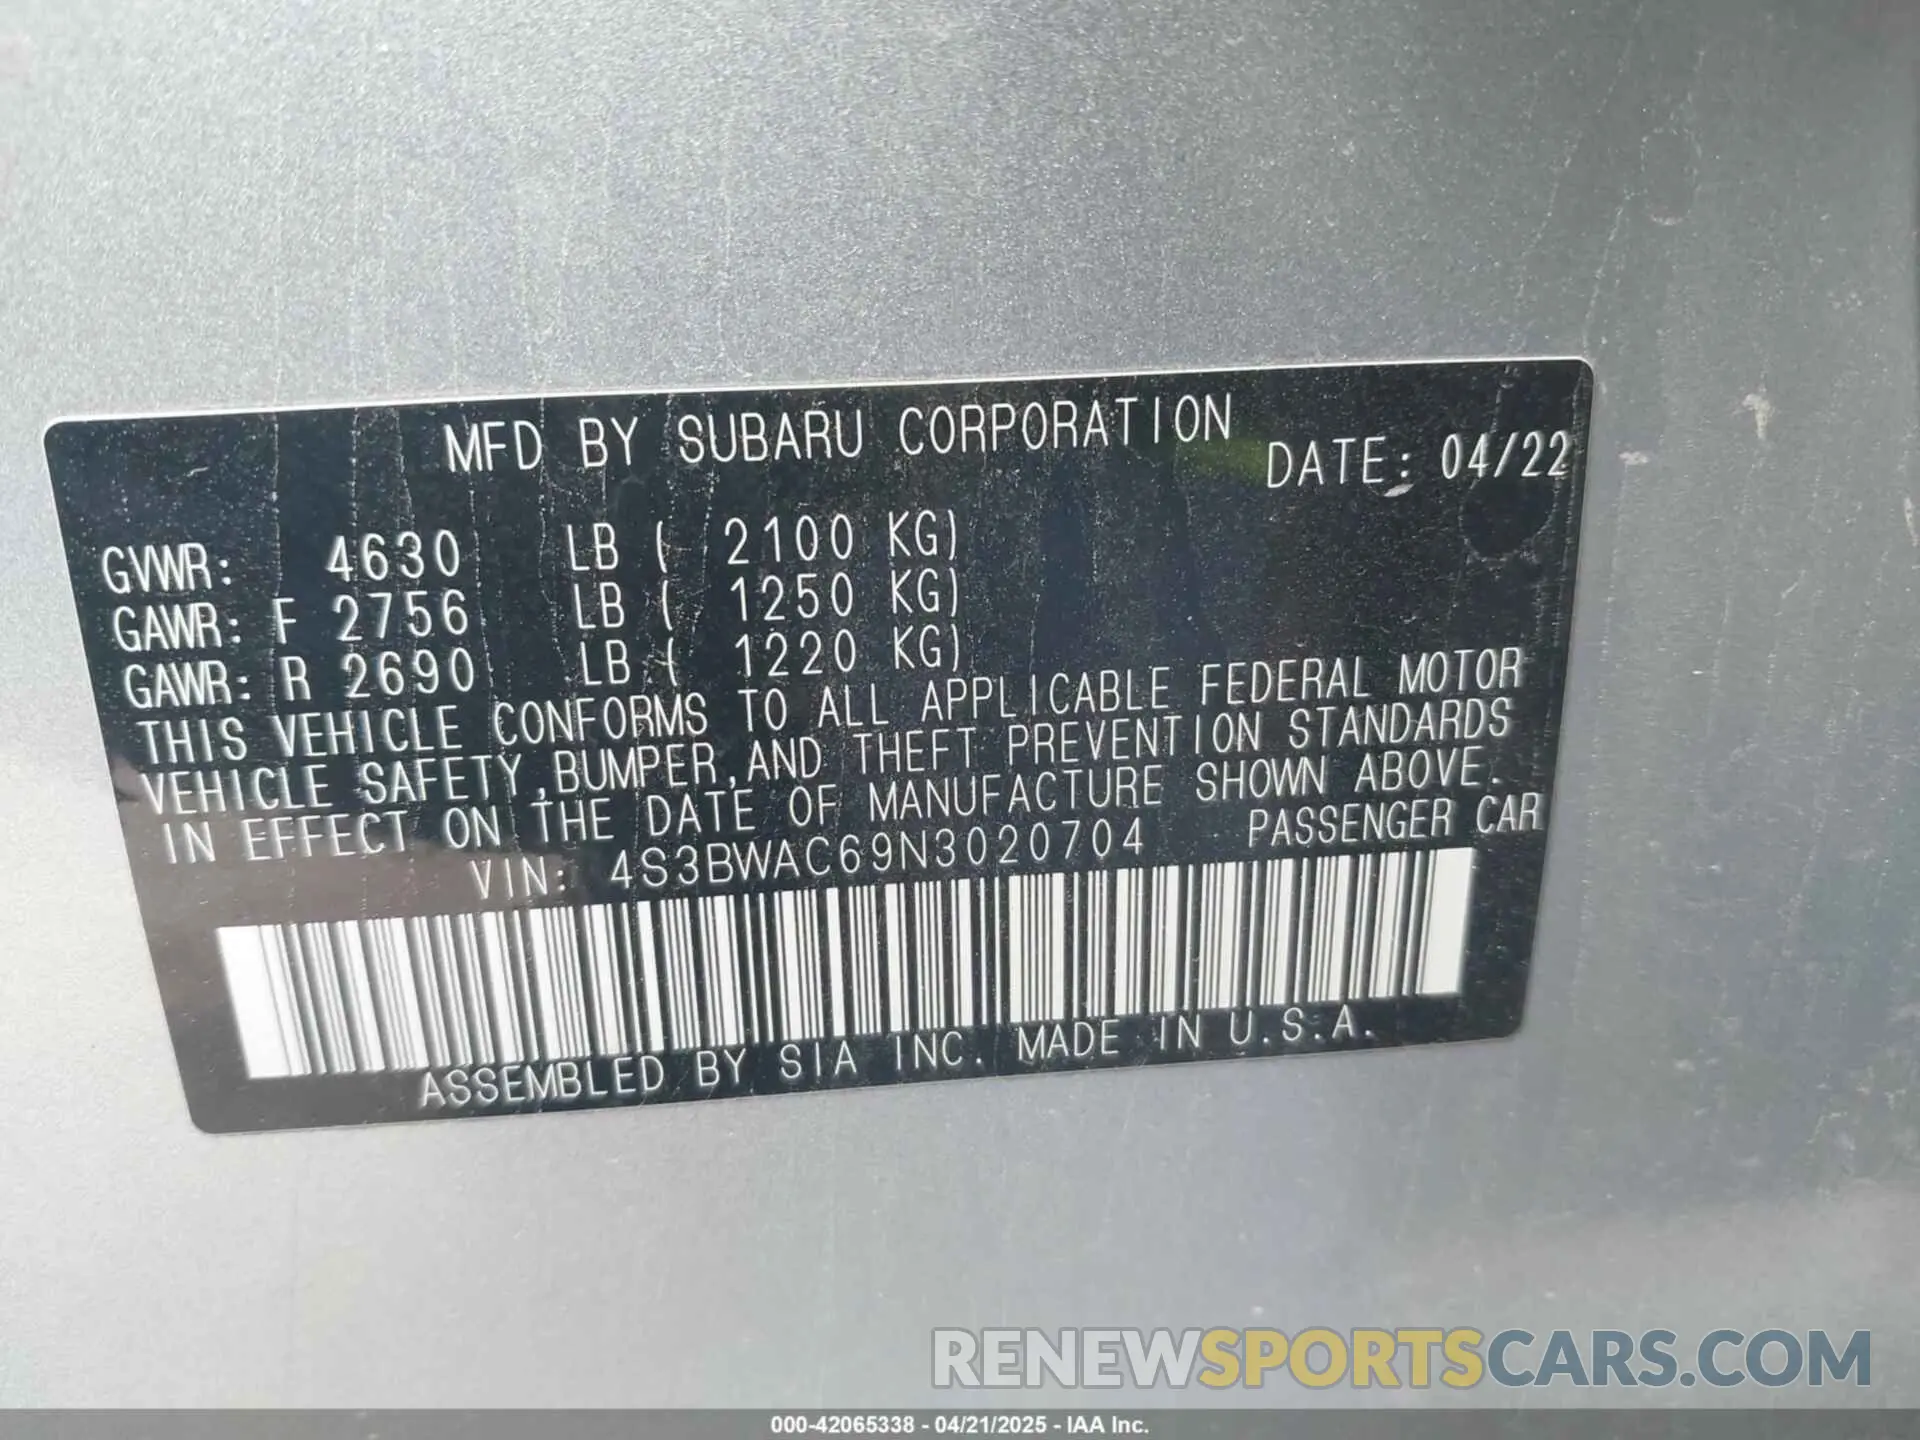 MFD BY SUBARU CORPORATION DATE: 04/22
GVWR: 4630 LB ( 2100 KG)
GAWR: F 2756 LB ( 1250 KG)
GAWR: R 2690 LB ( 1220 KG)
THIS VEHICLE CONFORMS TO ALL APPLICABLE FEDERAL MOTOR
VEHICLE SAFETY,BUMPER,AND THEFT PREVENTION STANDARDS
IN EFFECT ON THE DATE OF MANUFACTURE SHOWN ABOVE.
VIN: 4S3BWAC69N3020704 PASSENGER CAR
ASSEMBLED BY SIA INC. MADE IN U.S.A.
RENEWSPORTSCARS.COM
000-42065338 - 04/21/2025 - IAA Inc.